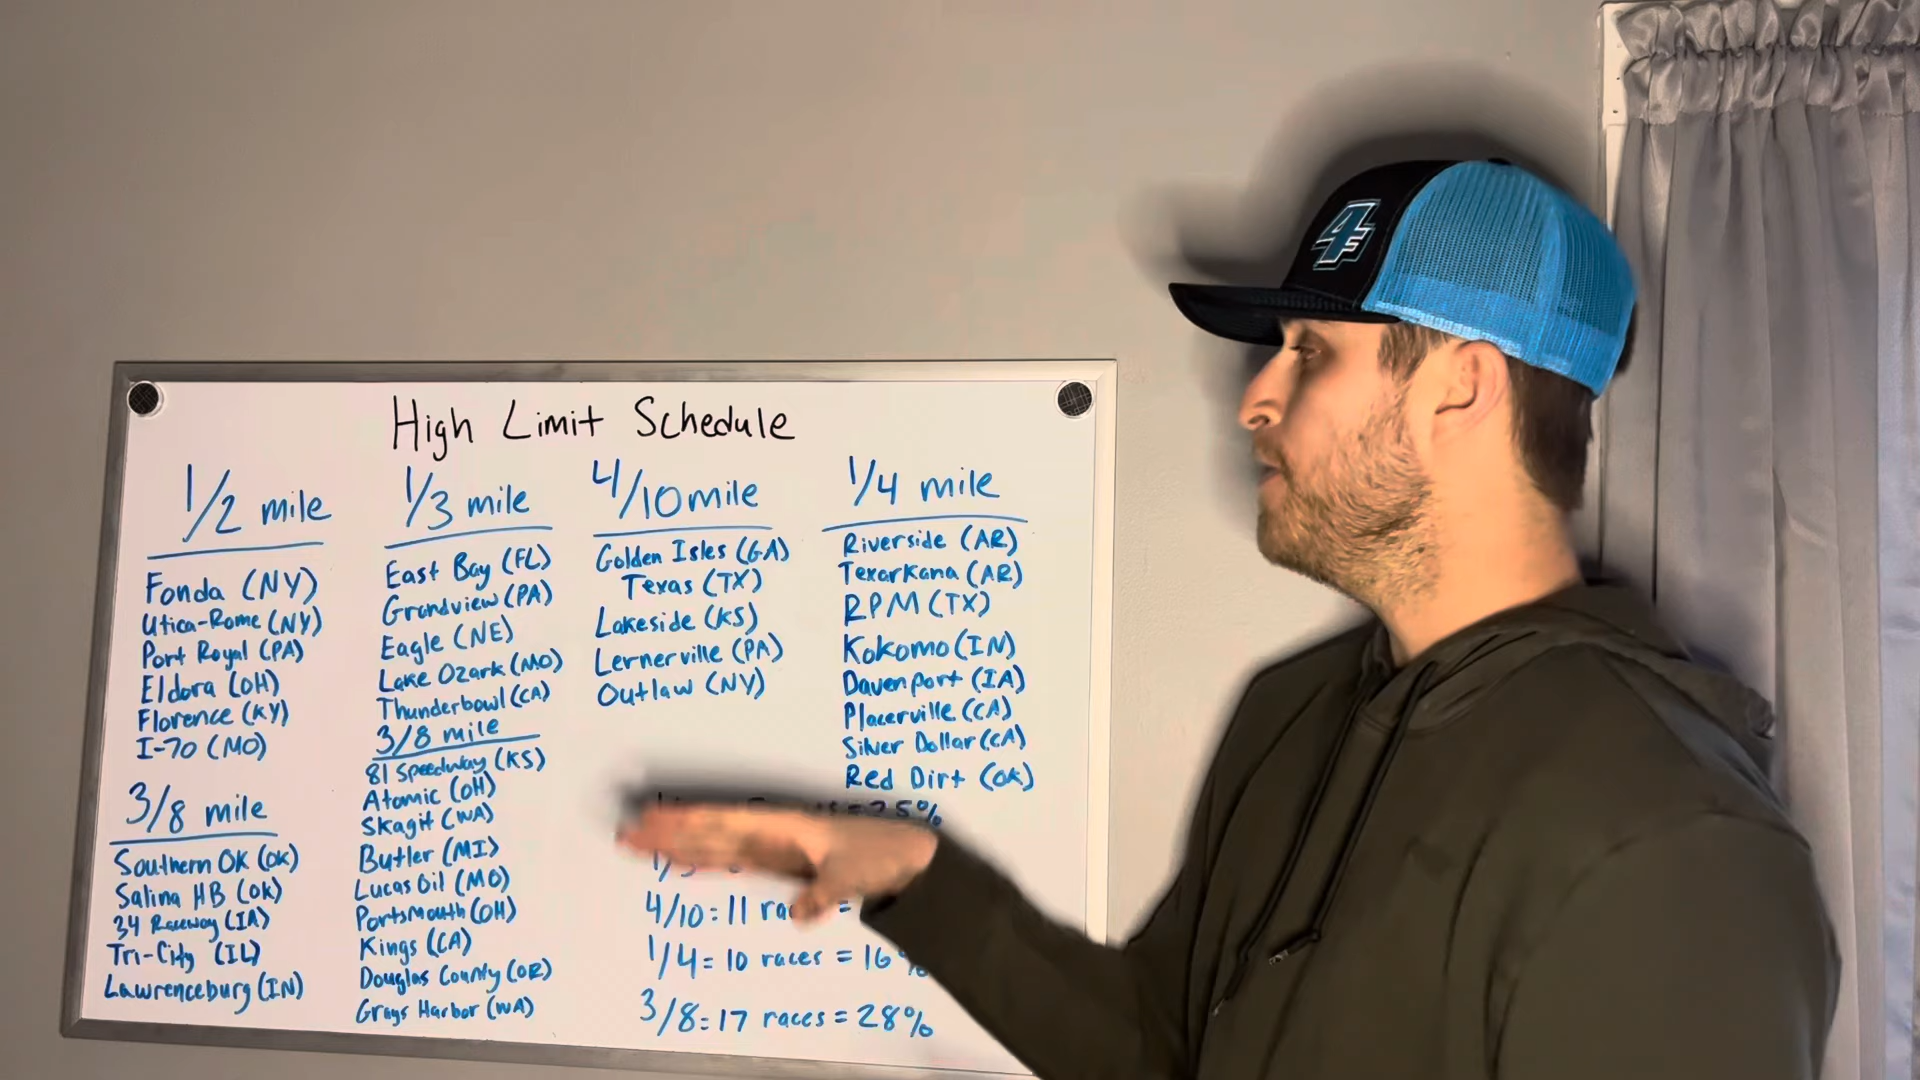 High Limit Schedule
1/2 mile
Fonda (NY)
Utica-Rome (NY)
Port Royal (PA)
Eldora (OH)
Florence (KY)
I-70 (MO)
3/8 mile
Southern OK (OK)
Salina HB (OK)
34 Raceway (IA)
Tri-City (IL)
Lawrenceburg (IN)
1/3 mile
East Bay (FL)
Grandview (PA)
Eagle (NE)
Lake Ozark (MO)
Thunderbowl (CA)
3/8 mile
81 Speedway (KS)
Atomic (OH)
Skagit (WA)
Butler (MI)
Lucas Oil (MO)
Portsmouth (OH)
Kings (CA)
Douglas County (OR)
Grays Harbor (WA)
4/10 mile
Golden Isles (GA)
Texas (TX)
Lakeside (KS)
Lernerville (PA)
Outlaw (NY)
1/4 mile
Riverside (AR)
Texarkana (AR)
RPM (TX)
Kokomo (IN)
Davenport (IA)
Placerville (CA)
Silver Dollar (CA)
Red Dirt (OK)
= 25%
4/10 = 11 =
1/4 = 10 races = 16%
3/8 = 17 races = 28%
4F